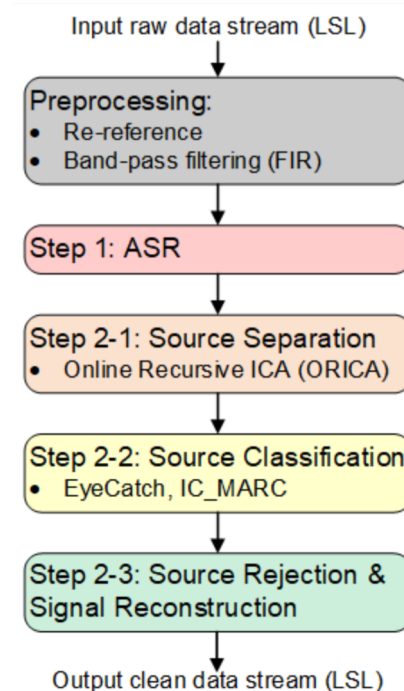 Input raw data stream (LSL)
Preprocessing:
• Re-reference
• Band-pass filtering (FIR)
Step 1: ASR
Step 2-1: Source Separation
• Online Recursive ICA (ORICA)
Step 2-2: Source Classification
• EyeCatch, IC_MARC
Step 2-3: Source Rejection &
Signal Reconstruction
Output clean data stream (LSL)